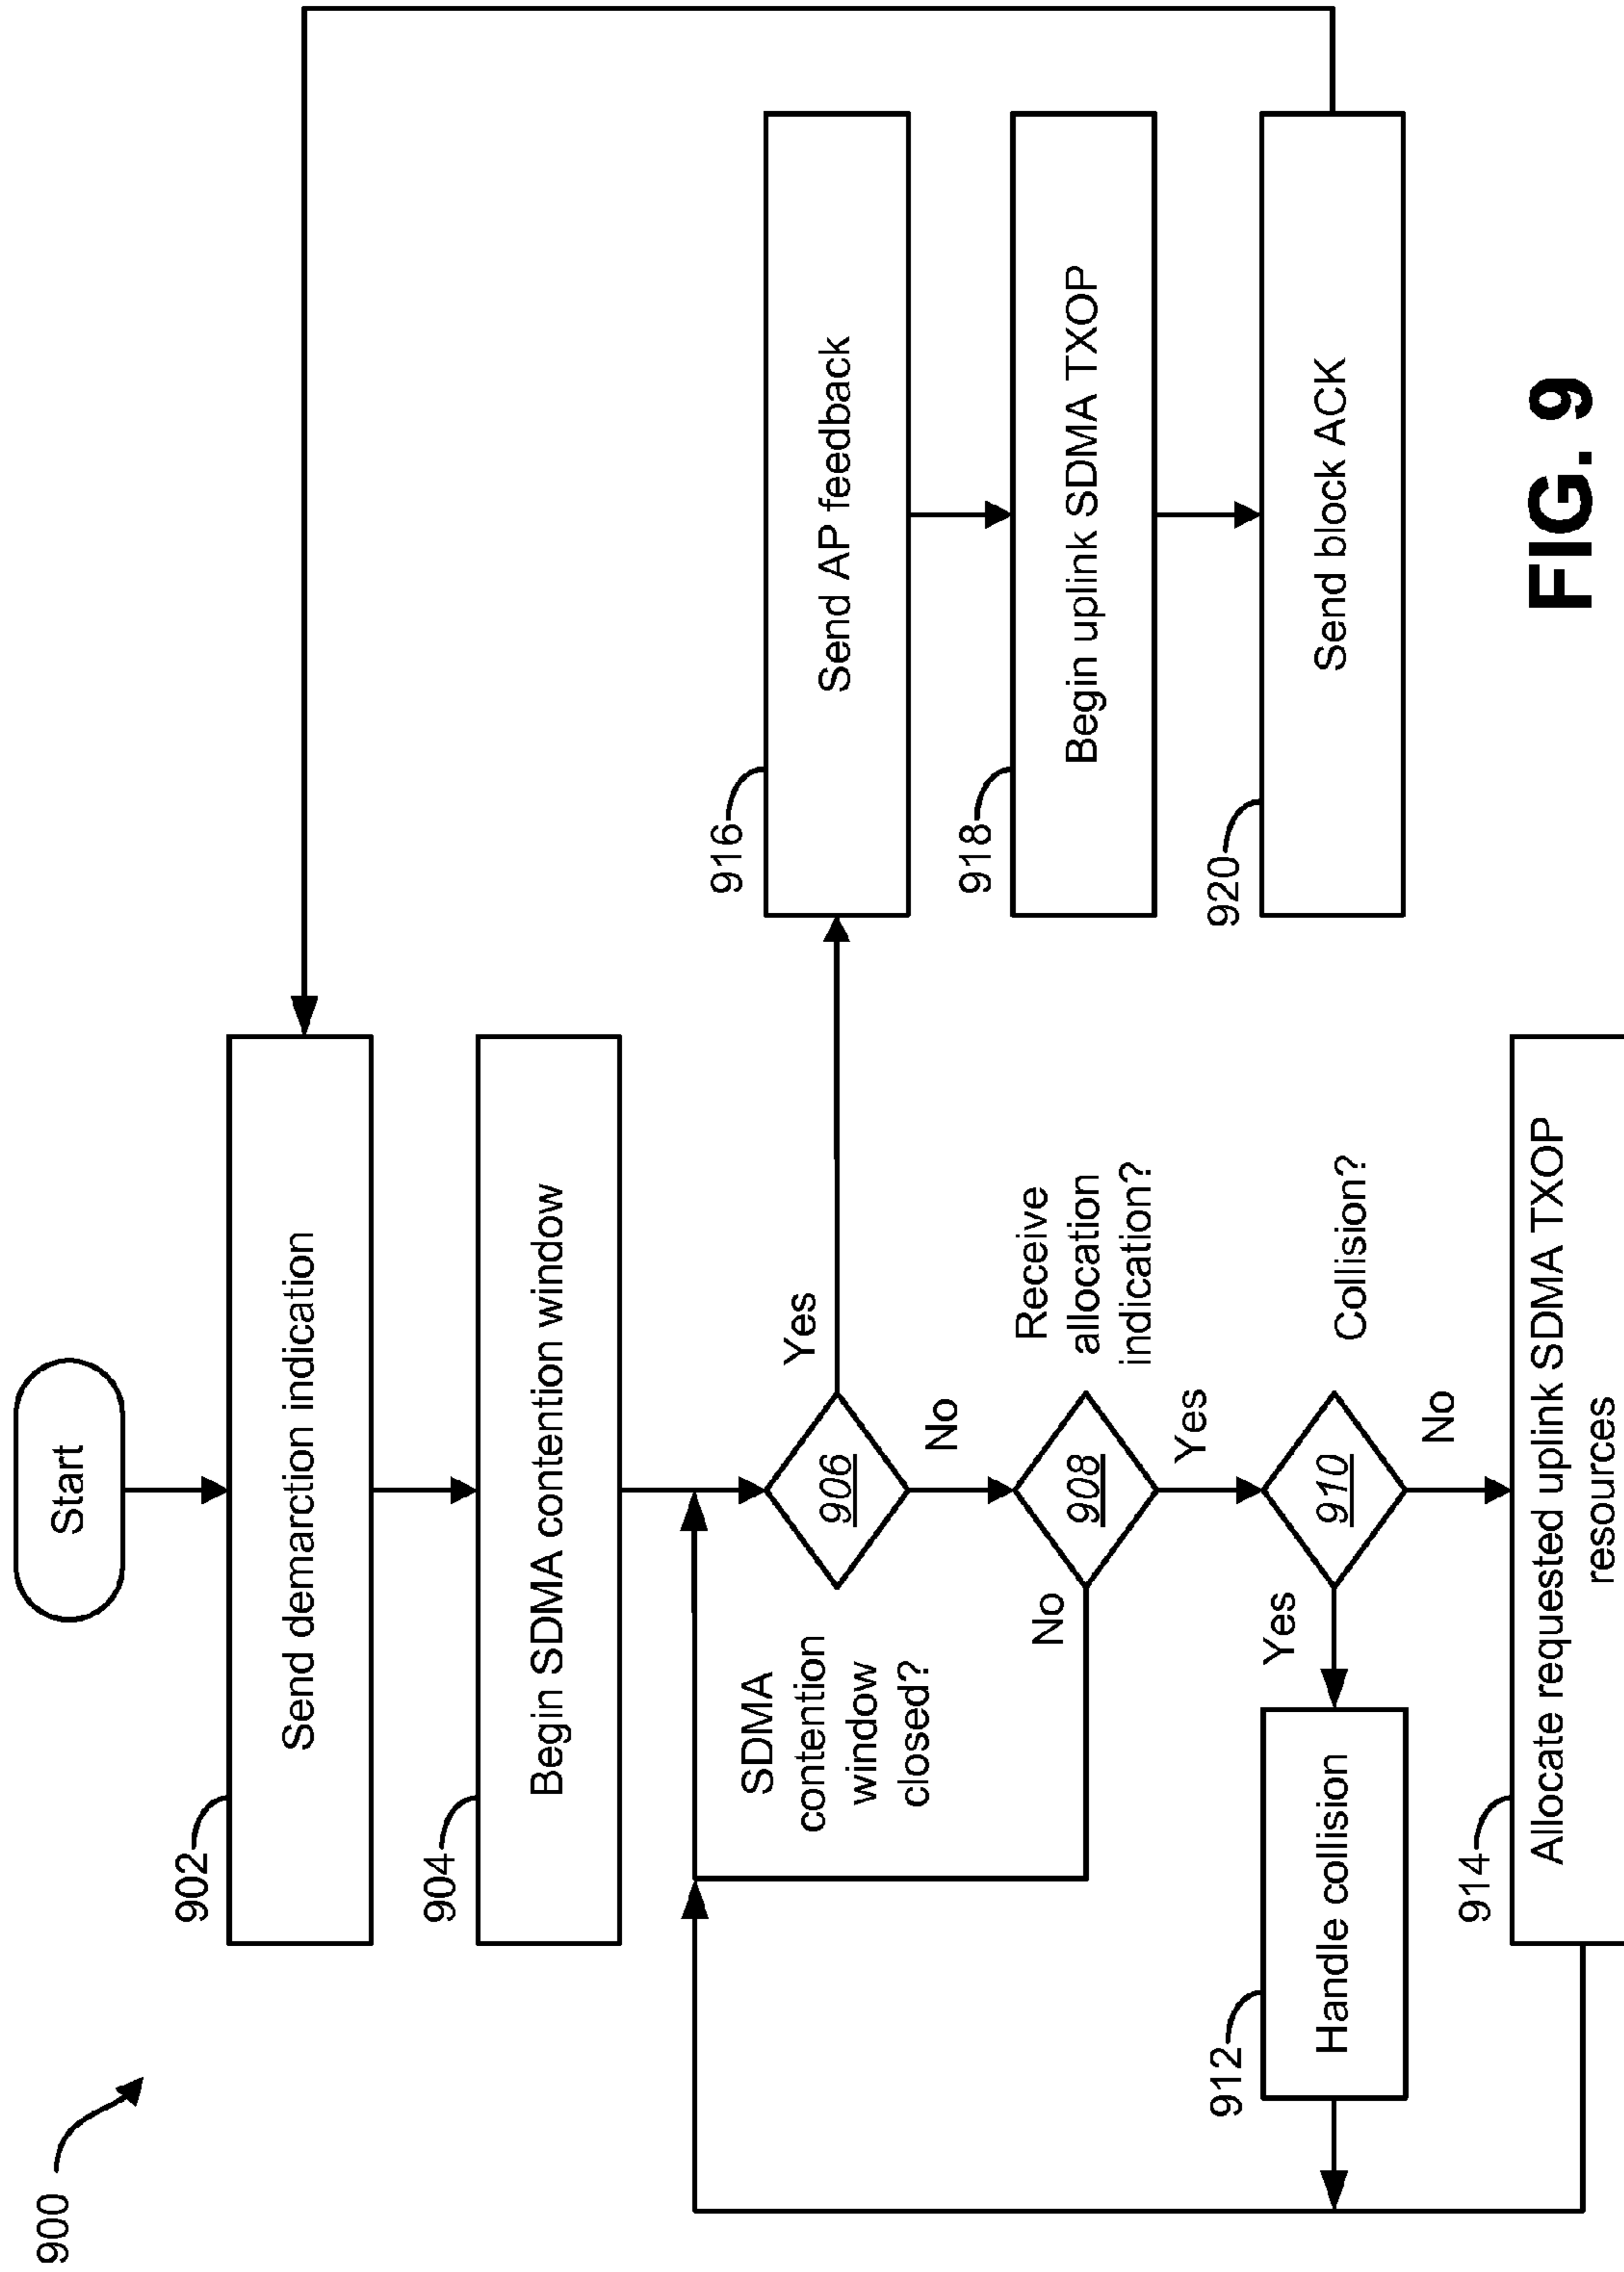 900
Start
902
Send demarction indication
904
Begin SDMA contention window
SDMA
contention
window
closed?
906
Yes
No
916
Send AP feedback
Receive
allocation
indication?
908
No
Yes
918
Begin uplink SDMA TXOP
Collision?
910
Yes
No
912
Handle collision
920
Send block ACK
914
Allocate requested uplink SDMA TXOP
resources
FIG. 9